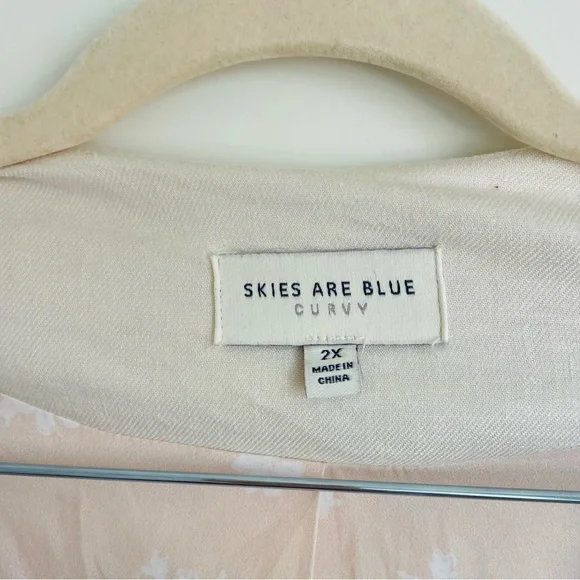 SKIES ARE BLUE
CURVY
2X
MADE IN
CHINA